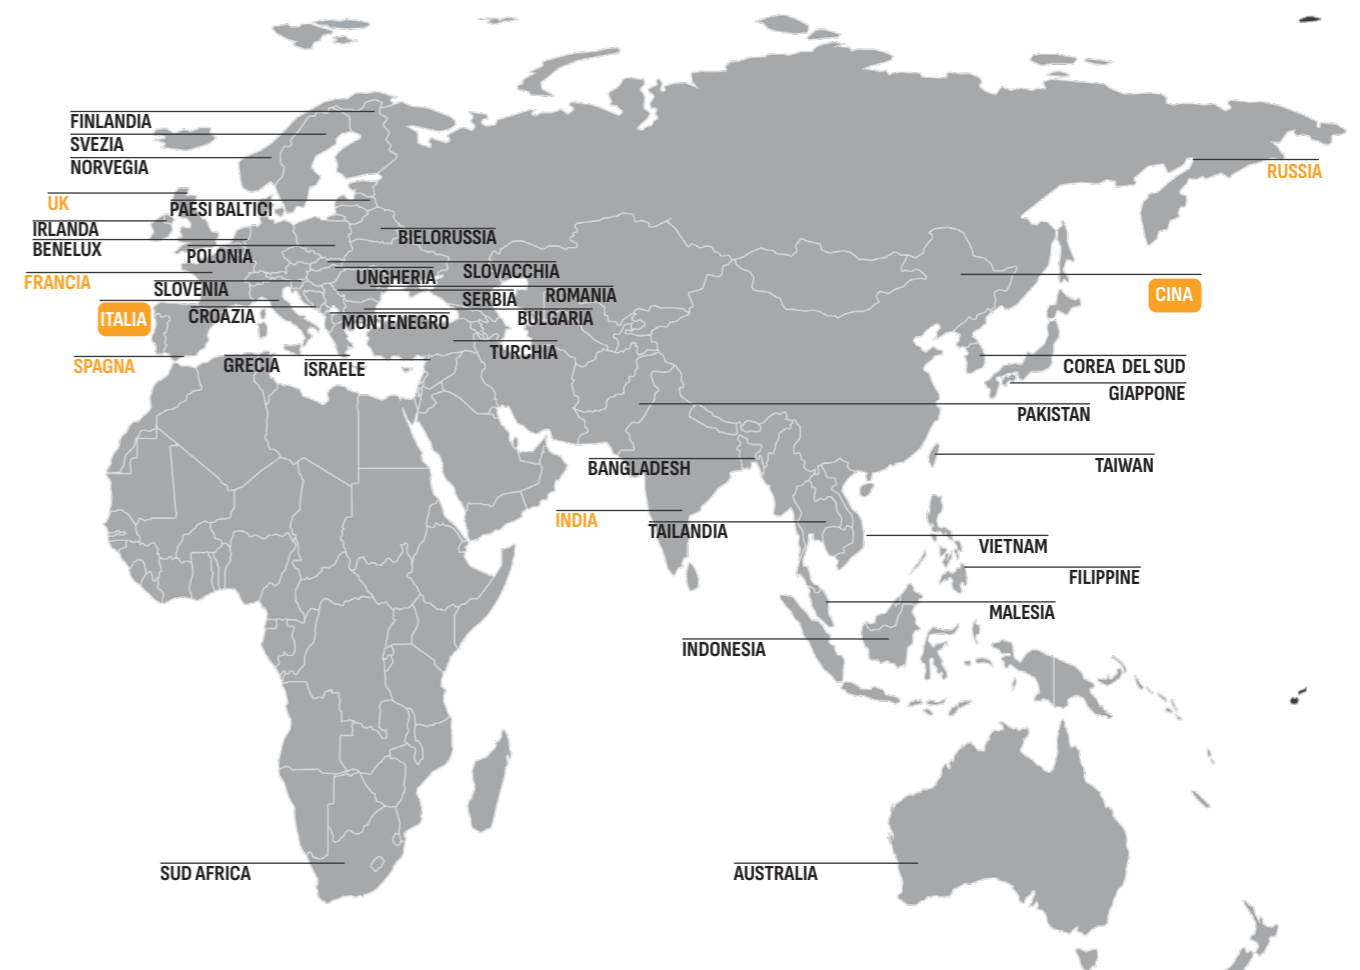 FINLANDIA
SVEZIA
NORVEGIA
RUSSIA
UK
PAESI BALTICI
IRLANDA
BIELORUSSIA
BENELUX
POLONIA
SLOVACCHIA
UNGHERIA
FRANCIA
SLOVENIA
ROMANIA
CINA
SERBIA
CROAZIA
BULGARIA
ITALIA
MONTENEGRO
TURCHIA
SPAGNA
GRECIA
ISRAELE
COREA DEL SUD
GIAPPONE
PAKISTAN
TAIWAN
BANGLADESH
INDIA
TAILANDIA
VIETNAM
FILIPPINE
MALESIA
INDONESIA
SUD AFRICA
AUSTRALIA